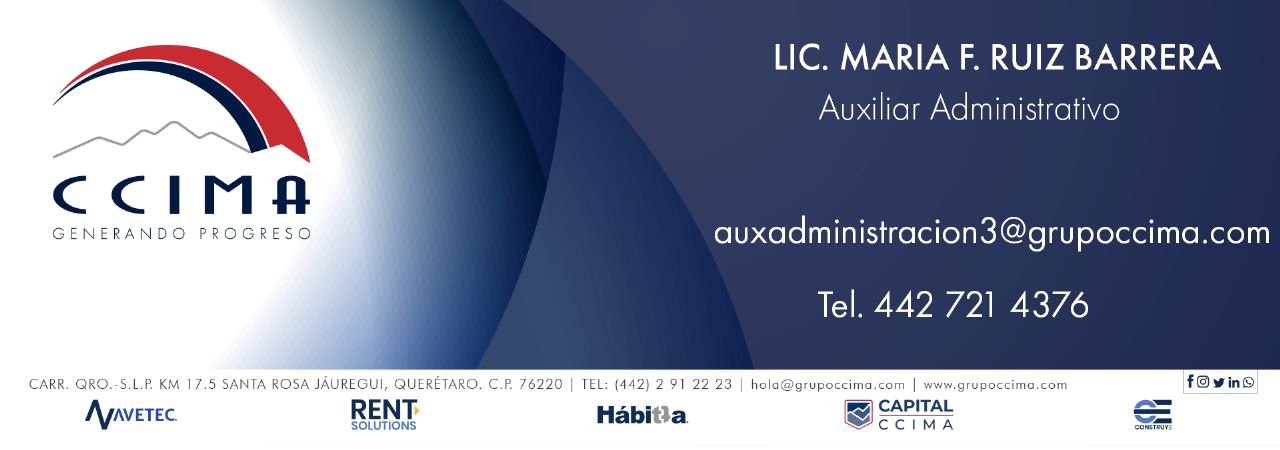 LIC. MARIA F. RUIZ BARRERA
Auxiliar Administrativo
CCIMA
GENERANDO PROGRESO
auxadministracion3@grupoccima.com
Tel. 442 721 4376
CARR. QRO.-S.L.P. KM 17.5 SANTA ROSA JÁUREGUI, QUERÉTARO. C.P. 76220 | TEL: (442) 2 91 22 23 | hola@grupoccima.com | www.grupoccima.com
NAVETEC.
RENT
SOLUTIONS
Hábitta.
CAPITAL
CCIMA
CONSTRUYE